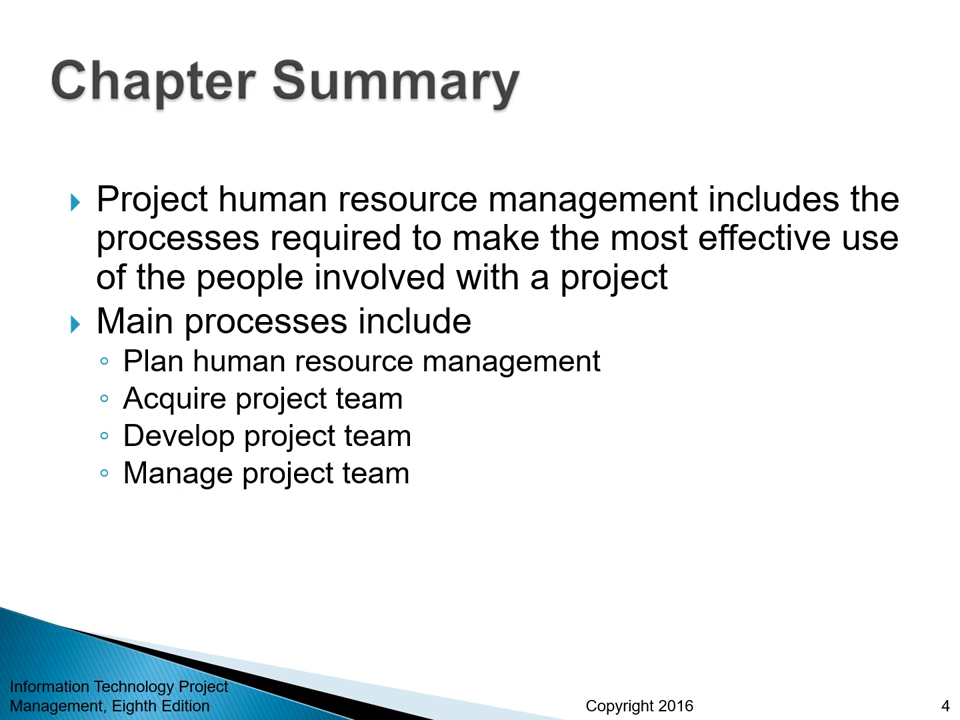 Chapter Summary
Project human resource management includes the
processes required to make the most effective use
of the people involved with a project
Main processes include
Plan human resource management
Acquire project team
Develop project team
Manage project team
Information Technology Project
Management, Eighth Edition
Copyright 2016
4